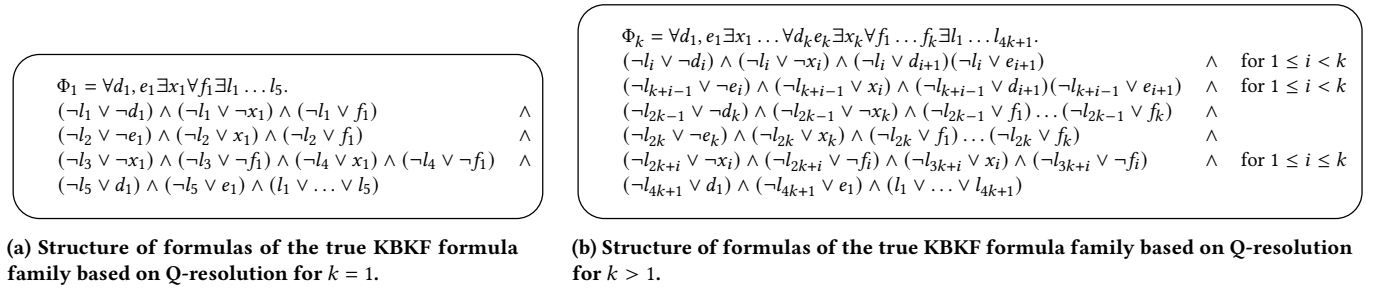 Φ₁ = ∀d₁, e₁∃x₁∀f₁∃l₁ … l₅.
(¬l₁ ∨ ¬d₁) ∧ (¬l₁ ∨ ¬x₁) ∧ (¬l₁ ∨ f₁) ∧
(¬l₂ ∨ ¬e₁) ∧ (¬l₂ ∨ x₁) ∧ (¬l₂ ∨ f₁) ∧
(¬l₃ ∨ ¬x₁) ∧ (¬l₃ ∨ ¬f₁) ∧ (¬l₄ ∨ x₁) ∧ (¬l₄ ∨ ¬f₁) ∧
(¬l₅ ∨ d₁) ∧ (¬l₅ ∨ e₁) ∧ (l₁ ∨ … ∨ l₅)
(a) Structure of formulas of the true KBKF formula
family based on Q-resolution for k = 1.
Φₖ = ∀d₁, e₁∃x₁ … ∀dₖeₖ∃xₖ∀f₁ … fₖ∃l₁ … l₄ₖ₊₁.
(¬lᵢ ∨ ¬dᵢ) ∧ (¬lᵢ ∨ ¬xᵢ) ∧ (¬lᵢ ∨ dᵢ₊₁)(¬lᵢ ∨ eᵢ₊₁) ∧ for 1 ≤ i < k
(¬lₖ₊ᵢ₋₁ ∨ ¬eᵢ) ∧ (¬lₖ₊ᵢ₋₁ ∨ xᵢ) ∧ (¬lₖ₊ᵢ₋₁ ∨ dᵢ₊₁)(¬lₖ₊ᵢ₋₁ ∨ eᵢ₊₁) ∧ for 1 ≤ i < k
(¬l₂ₖ₋₁ ∨ ¬dₖ) ∧ (¬l₂ₖ₋₁ ∨ ¬xₖ) ∧ (¬l₂ₖ₋₁ ∨ f₁) … (¬l₂ₖ₋₁ ∨ fₖ) ∧
(¬l₂ₖ ∨ ¬eₖ) ∧ (¬l₂ₖ ∨ xₖ) ∧ (¬l₂ₖ ∨ f₁) … (¬l₂ₖ ∨ fₖ) ∧
(¬l₂ₖ₊ᵢ ∨ ¬xᵢ) ∧ (¬l₂ₖ₊ᵢ ∨ ¬fᵢ) ∧ (¬l₃ₖ₊ᵢ ∨ xᵢ) ∧ (¬l₃ₖ₊ᵢ ∨ ¬fᵢ) ∧ for 1 ≤ i ≤ k
(¬l₄ₖ₊₁ ∨ d₁) ∧ (¬l₄ₖ₊₁ ∨ e₁) ∧ (l₁ ∨ … ∨ l₄ₖ₊₁)
(b) Structure of formulas of the true KBKF formula family based on Q-resolution
for k > 1.